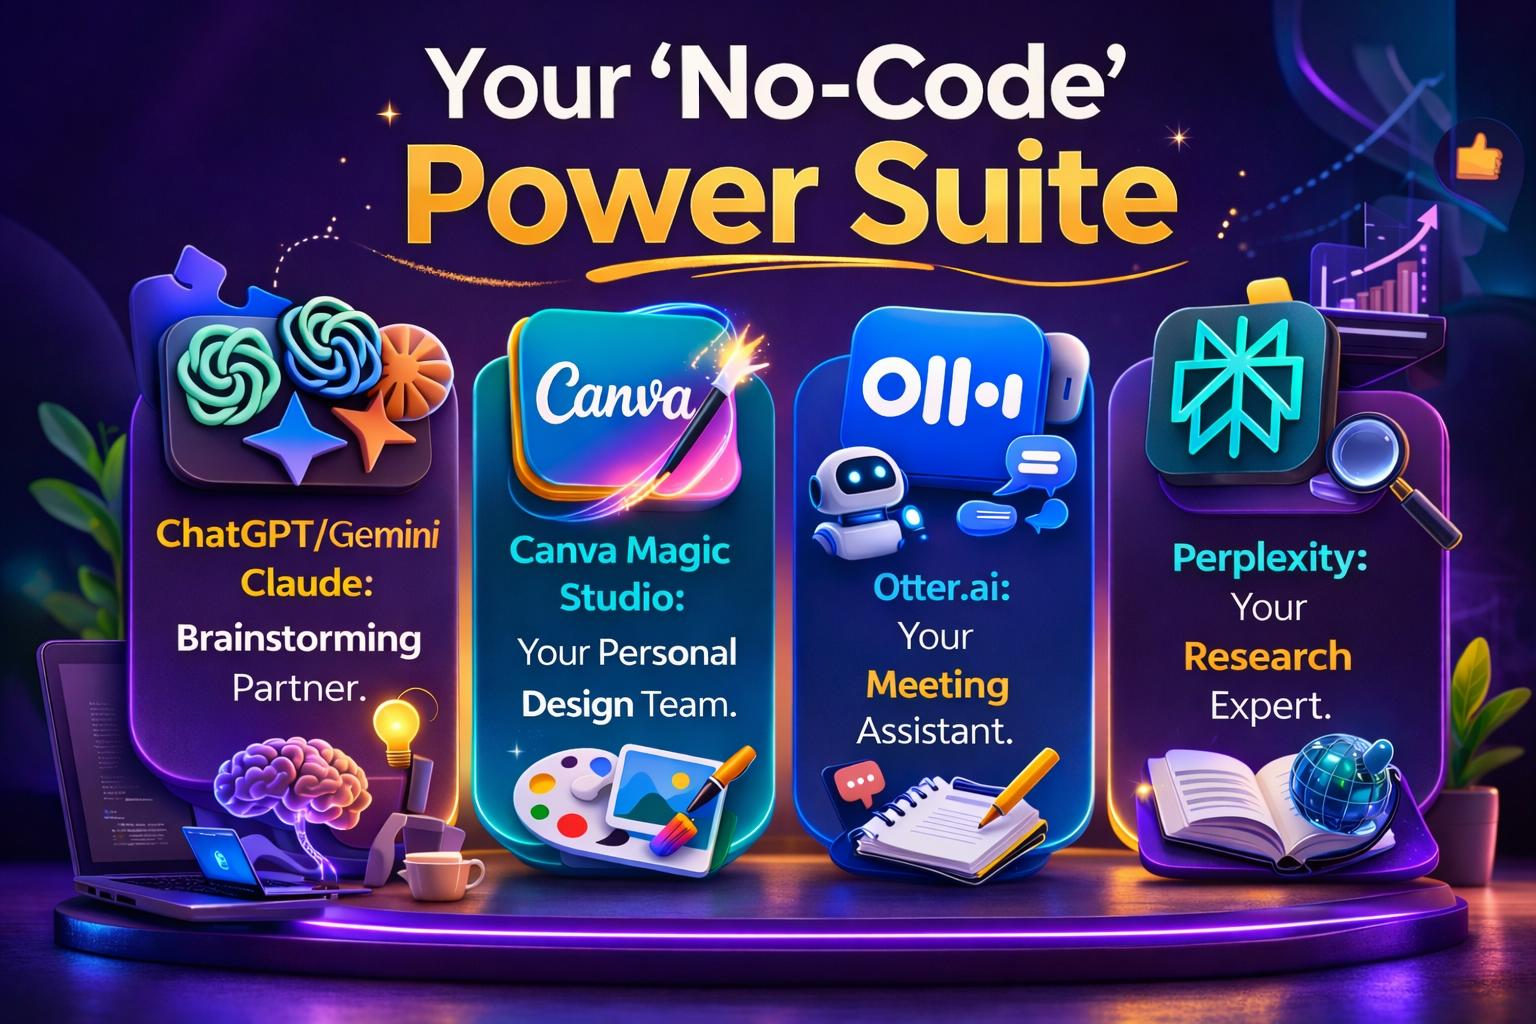 Your ‘No-Code’
Power Suite
Canva
ChatGPT/Gemini
Claude:
Brainstorming
Partner.
Canva Magic
Studio:
Your Personal
Design Team.
Otter.ai:
Your
Meeting
Assistant.
Perplexity:
Your
Research
Expert.